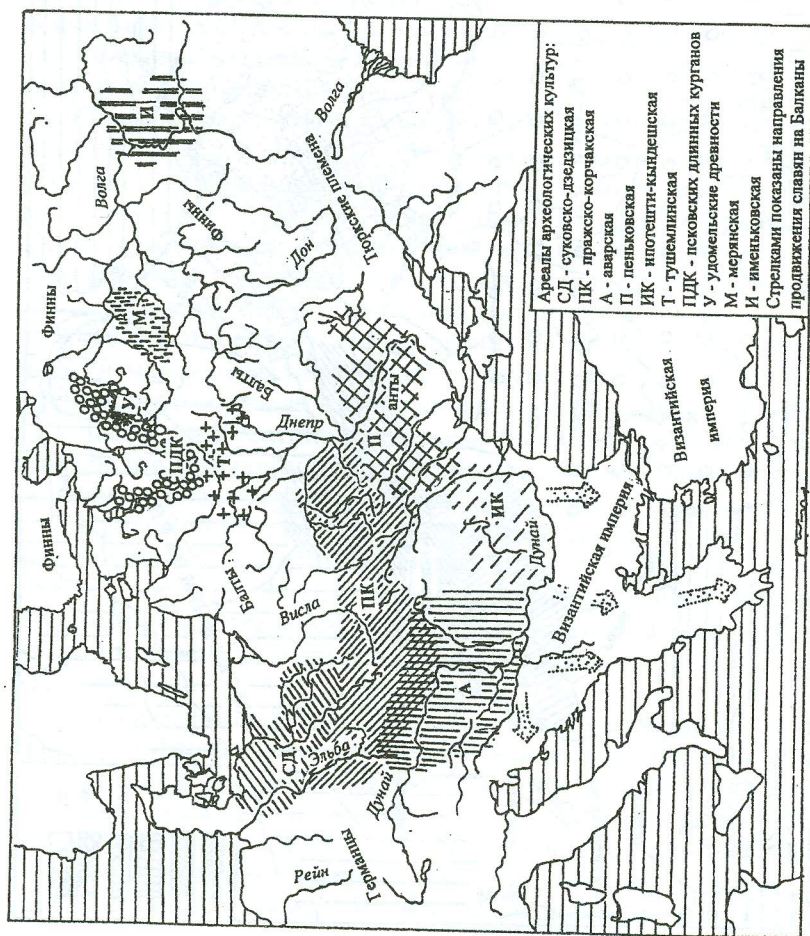 Финны
Финны
Волга
И
Финны
М
У
ПДК
Т
Балты
Дон
Волга
Тюркские племена
Балты
Днепр
П
анты
Висла
ПК
ИК
Дунай
СД
Эльба
Дунай
А
Рейн
Германцы
Византийская империя
Византийская
империя
Ареалы археологических культур:
СД - суковско-дзедзицкая
ПК - пражско-корчакская
А - аварская
П - пеньковская
ИК - ипотешти-кындешская
Т - тушемлинская
ПДК - псковских длинных курганов
У - удомельские древности
М - мерянская
И - именьковская
Стрелками показаны направления
продвижения славян на Балканы